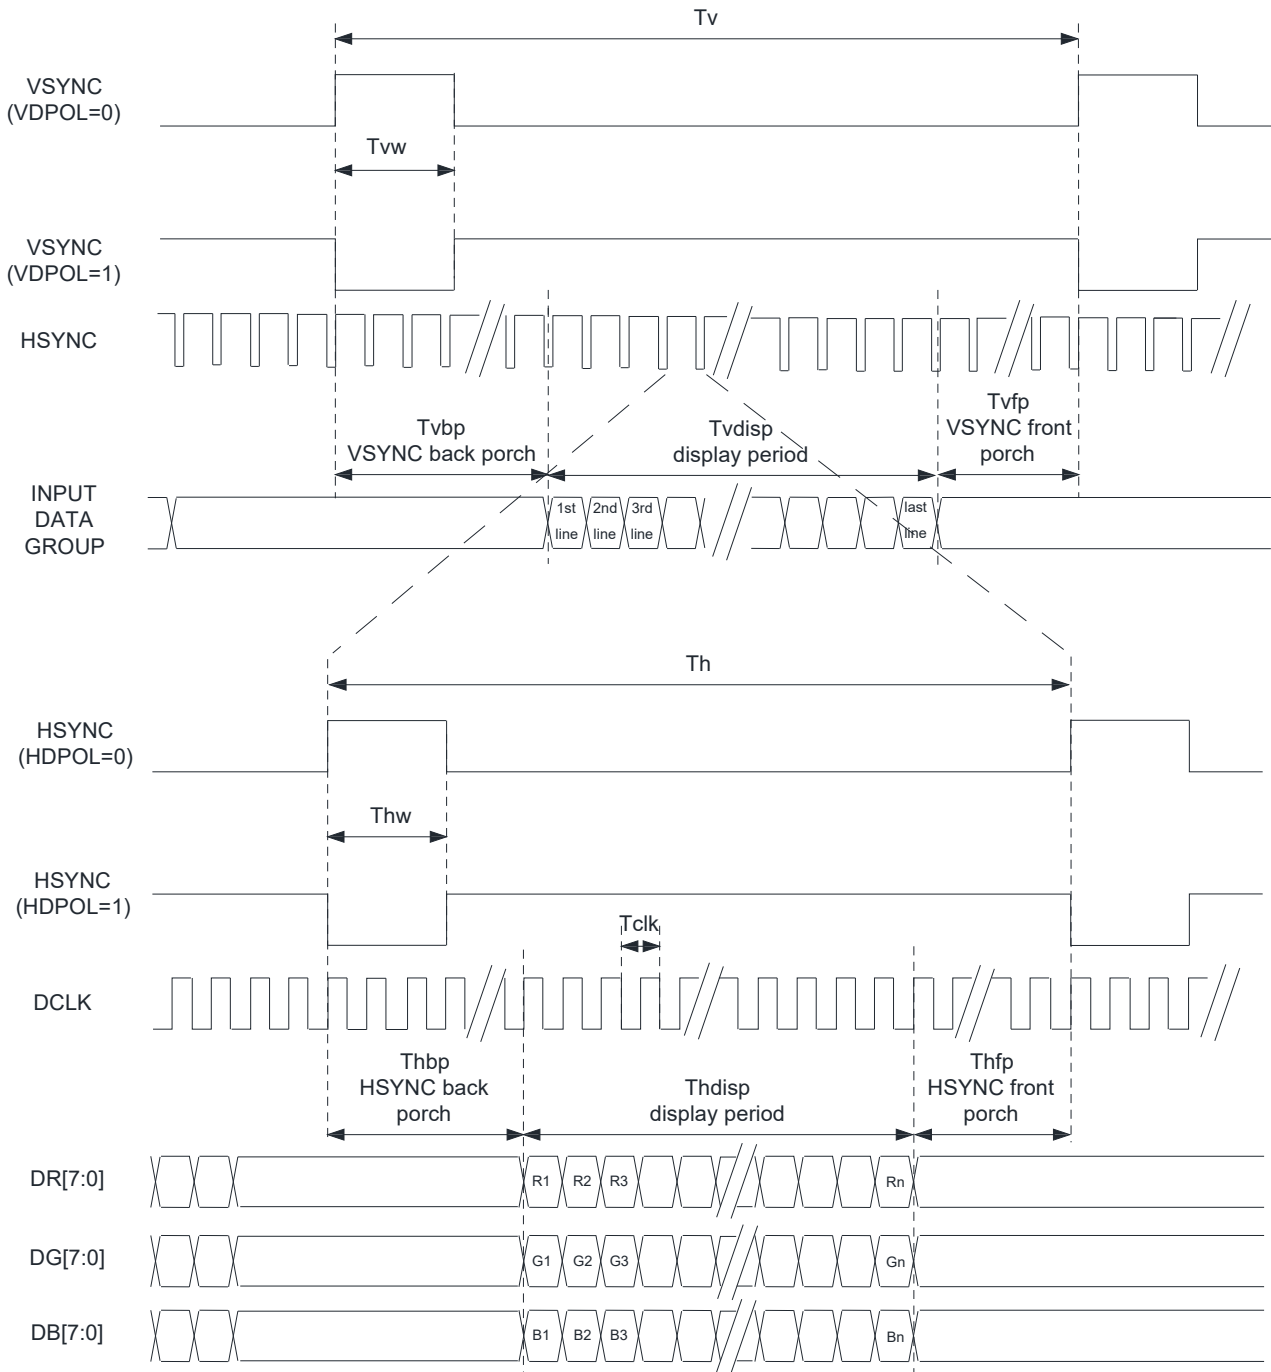 Tv
VSYNC
(VDPOL=0)
Tvw
VSYNC
(VDPOL=1)
HSYNC
Tvbp
VSYNC back porch
Tvdisp
display period
Tvfp
VSYNC front
porch
INPUT
DATA
GROUP
1st
line
2nd
line
3rd
line
last
line
Th
HSYNC
(HDPOL=0)
Thw
HSYNC
(HDPOL=1)
Tclk
DCLK
Thbp
HSYNC back
porch
Thdisp
display period
Thfp
HSYNC front
porch
DR[7:0]
R1 R2 R3 Rn
DG[7:0]
G1 G2 G3 Gn
DB[7:0]
B1 B2 B3 Bn